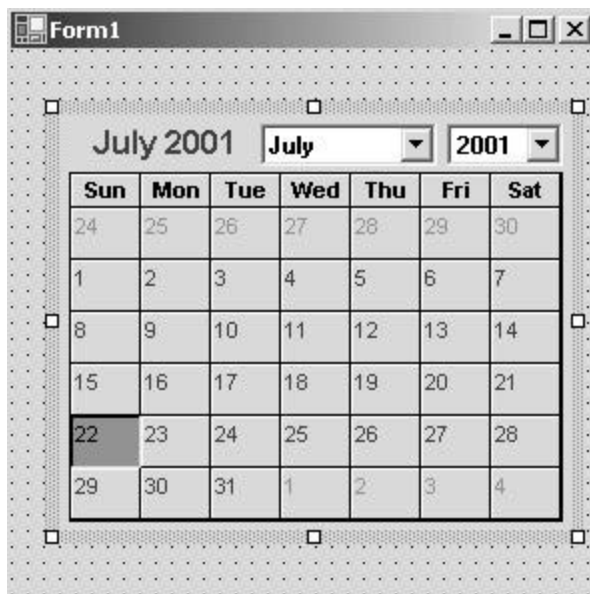 Form1
July 2001 July 2001
Sun Mon Tue Wed Thu Fri Sat
24 25 26 27 28 29 30
1 2 3 4 5 6 7
8 9 10 11 12 13 14
15 16 17 18 19 20 21
22 23 24 25 26 27 28
29 30 31 1 2 3 4